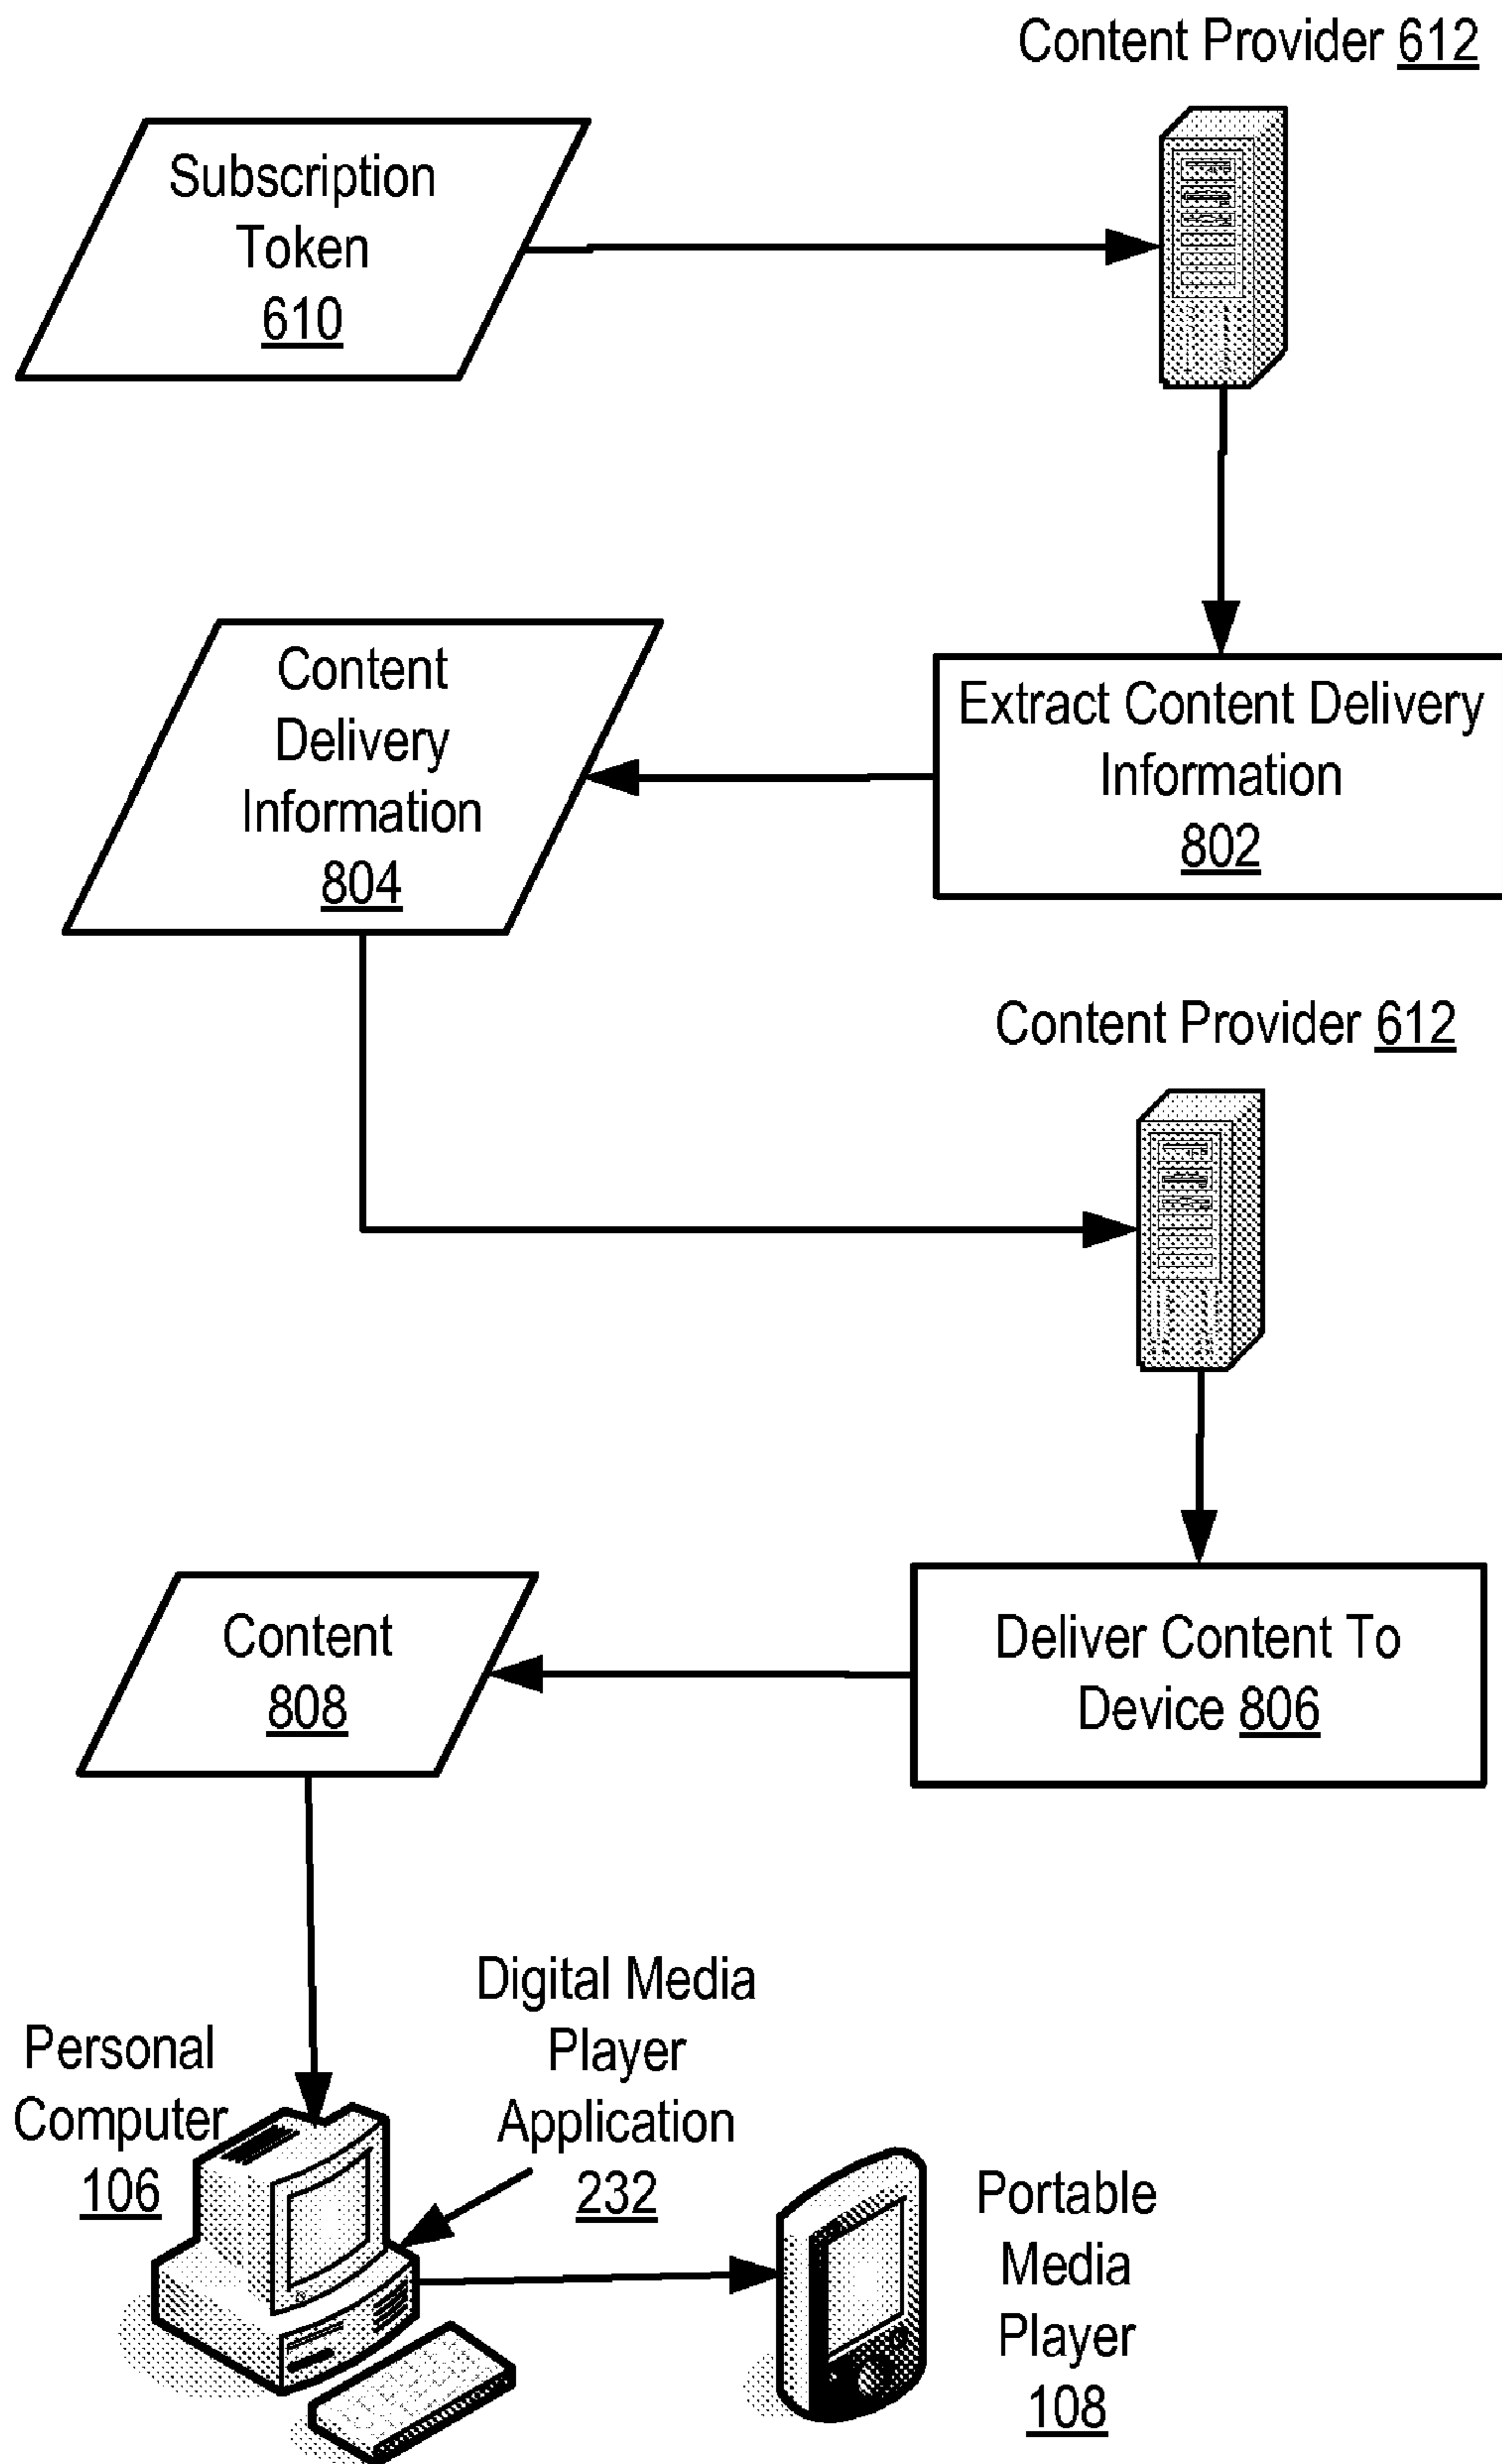 Content Provider 612
Subscription
Token
610
Content
Delivery
Information
804
Extract Content Delivery
Information
802
Content Provider 612
Content
808
Deliver Content To
Device 806
Personal
Computer
106
Digital Media
Player
Application
232
Portable
Media
Player
108